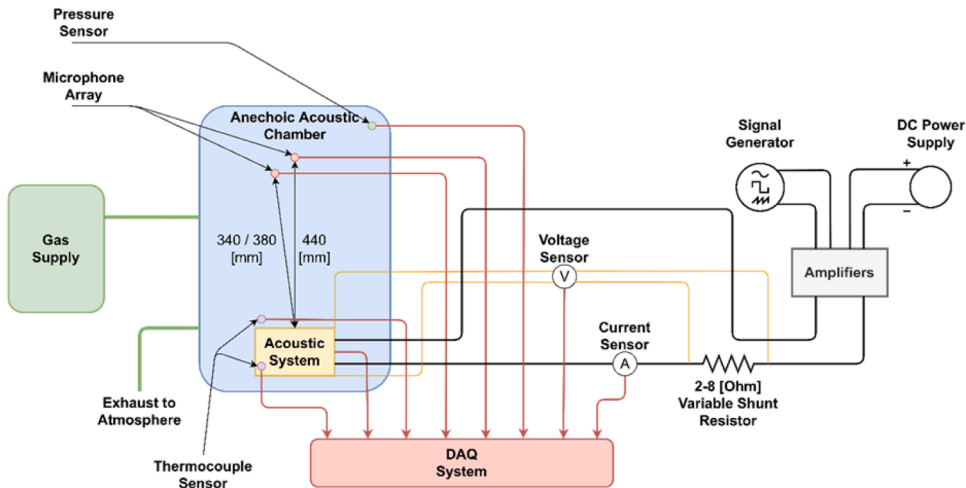 Pressure
Sensor
Microphone
Array
Anechoic Acoustic
Chamber
Signal
Generator
DC Power
Supply
+
–
Gas
Supply
340 / 380
[mm]
440
[mm]
Voltage
Sensor
V
Amplifiers
Acoustic
System
Current
Sensor
A
2-8 [Ohm]
Variable Shunt
Resistor
Exhaust to
Atmosphere
Thermocouple
Sensor
DAQ
System